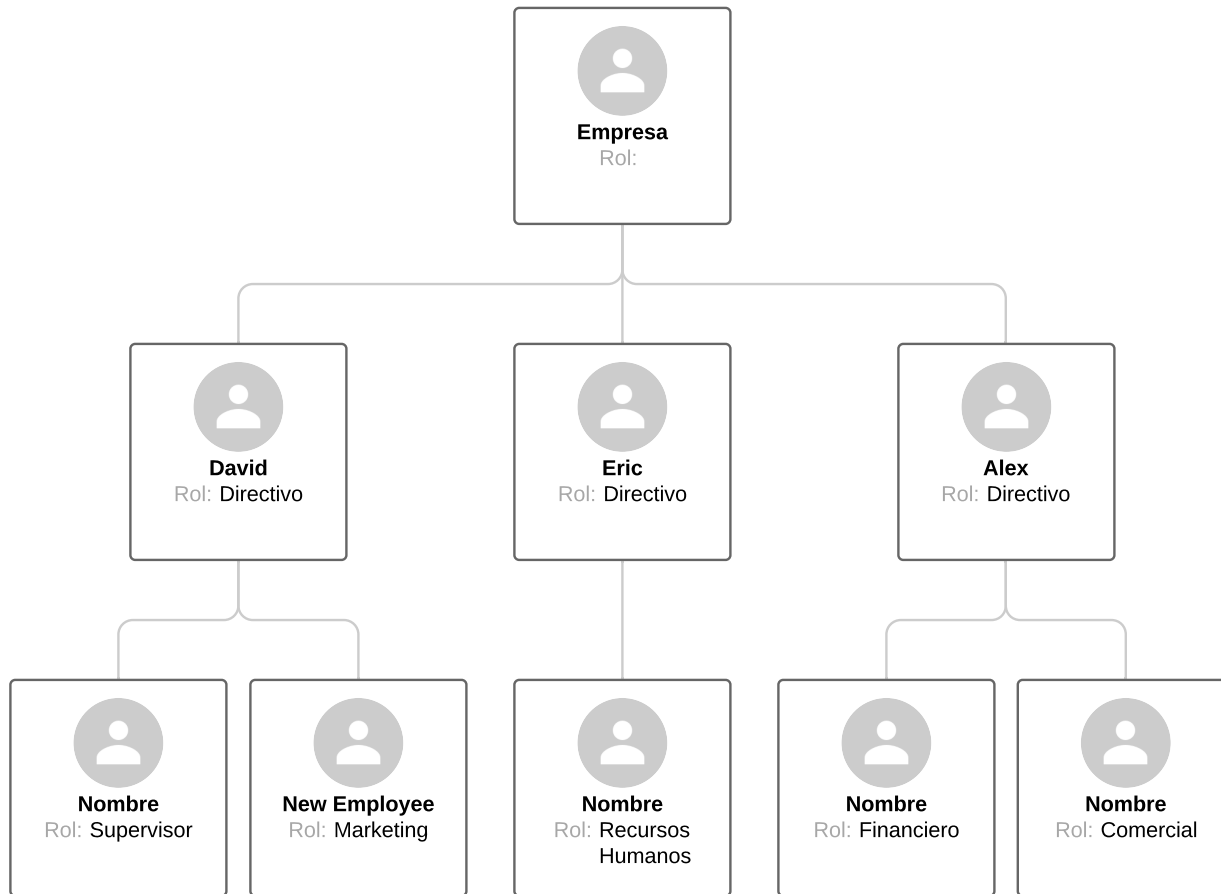 Empresa
Rol:
David
Rol: Directivo
Eric
Rol: Directivo
Alex
Rol: Directivo
Nombre
Rol: Supervisor
New Employee
Rol: Marketing
Nombre
Rol: Recursos
Humanos
Nombre
Rol: Financiero
Nombre
Rol: Comercial